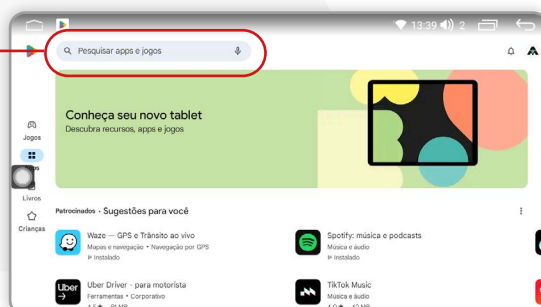 13:39 2
Pesquisar apps e jogos
Conheça seu novo tablet
Descubra recursos, apps e jogos
Jogos
Livros
Crianças
Patrocinados • Sugestões para você
Waze — GPS e Trânsito ao vivo
Mapas e navegação • Navegação por GPS
Instalado
Spotify: música e podcasts
Música e áudio
Instalado
Uber
Uber Driver - para motorista
Ferramentas • Corporativo
TikTok Music
Música e áudio